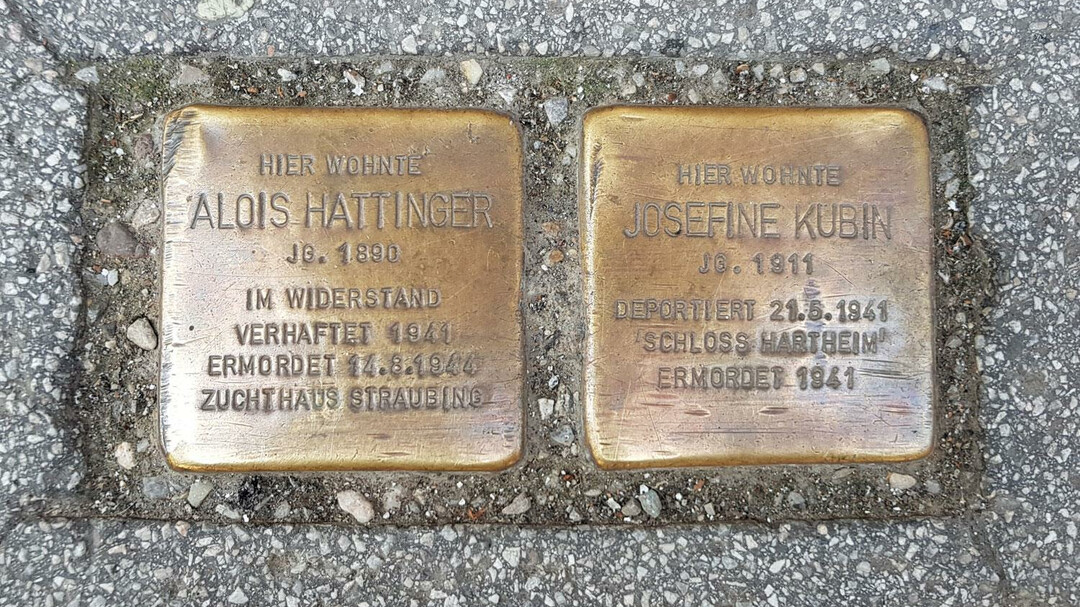 HIER WOHNTE
ALOIS HATTINGER
JG. 1890
IM WIDERSTAND
VERHAFTET 1941
ERMORDET 14.8.1944
ZUCHTHAUS STRAUBING
HIER WOHNTE
JOSEFINE KUBIN
JG. 1911
DEPORTIERT 21.5.1941
'SCHLOSS HARTHEIM'
ERMORDET 1941